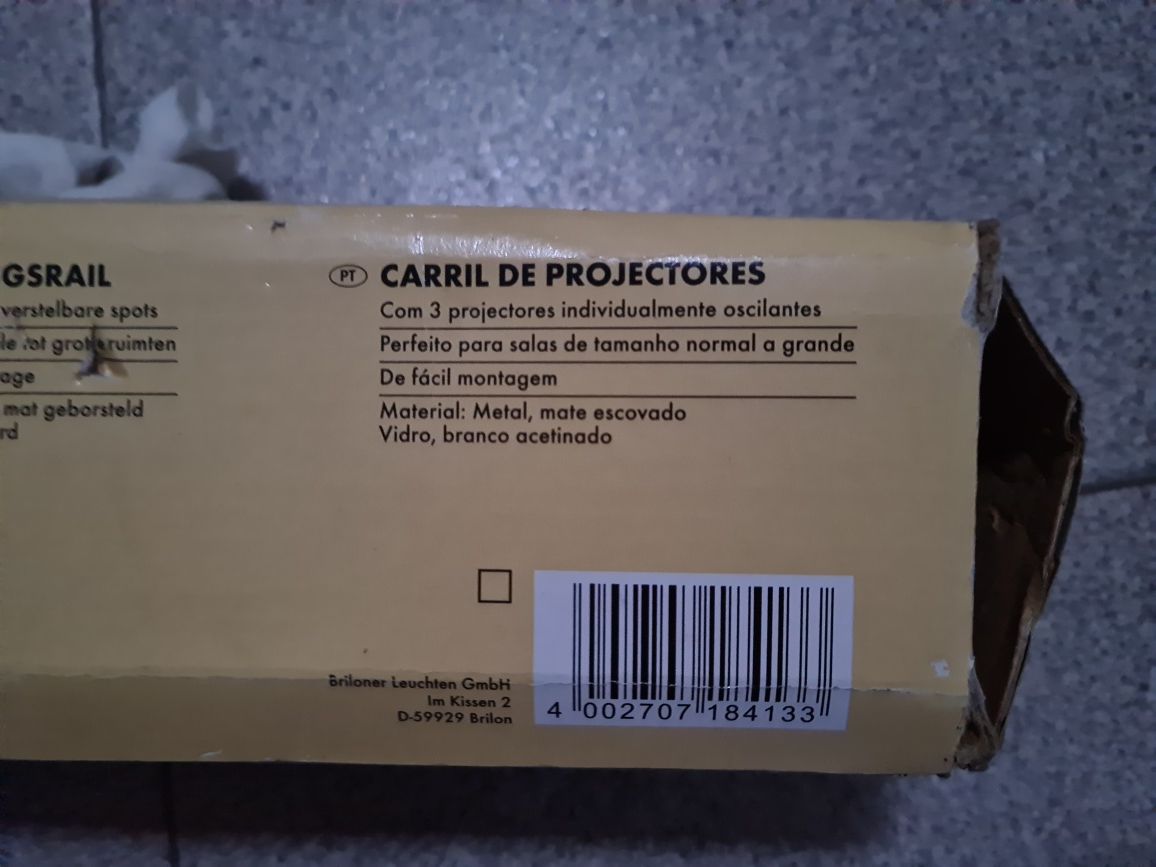 GSRAIL
verstelbare spots
ruimten
age
mat geborsteld
rd
PT CARRIL DE PROJECTORES
Com 3 projectores individualmente oscilantes
Perfeito para salas de tamanho normal a grande
De fácil montagem
Material: Metal, mate escovado
Vidro, branco acetinado
Briloner Leuchten GmbH
Im Kissen 2
D-59929 Brilon
4 002707 184133